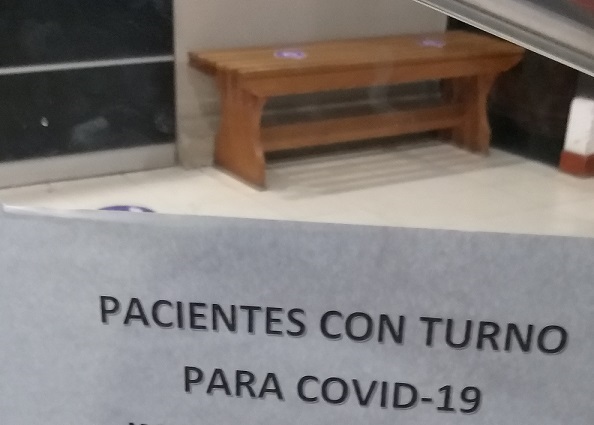 PACIENTES CON TURNO
PARA COVID-19